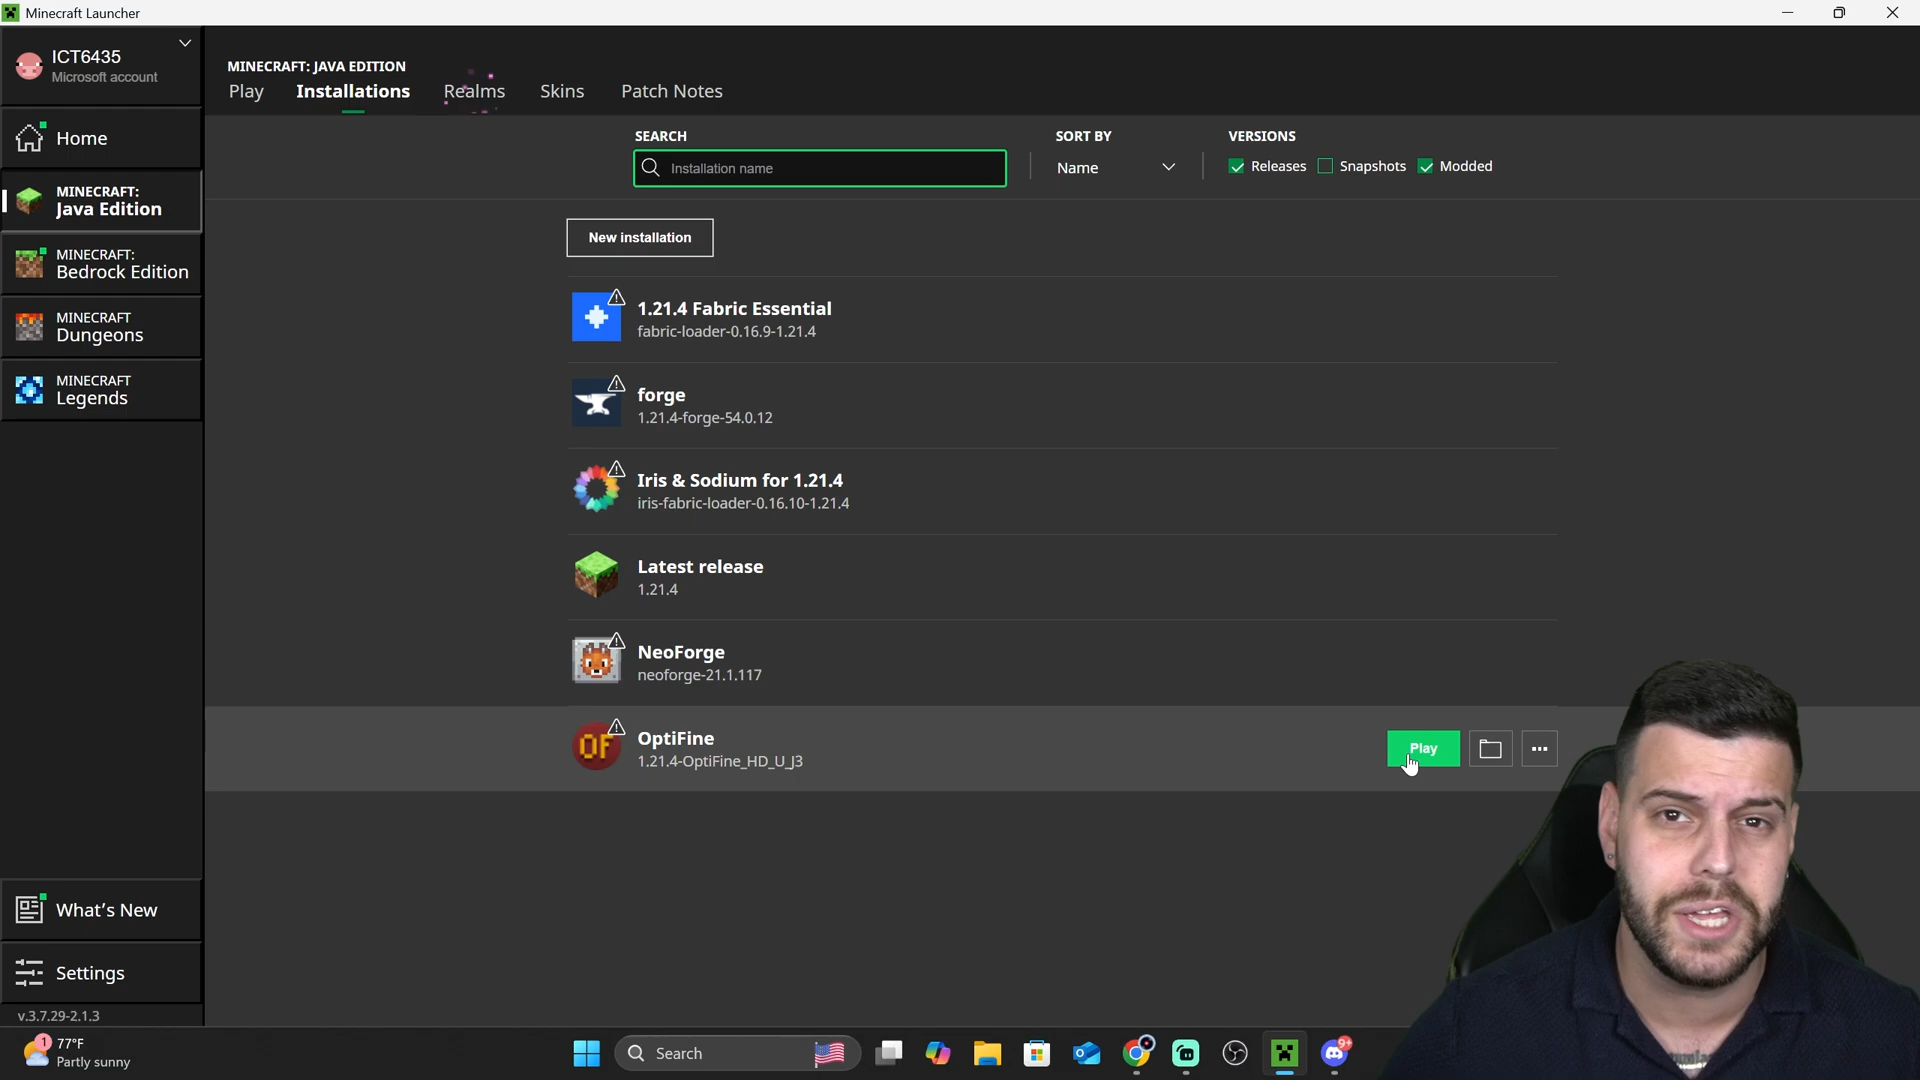 Minecraft Launcher
ICT6435
Microsoft account
MINECRAFT: JAVA EDITION
Play
Installations
Realms
Skins
Patch Notes
Home
MINECRAFT:
Java Edition
MINECRAFT:
Bedrock Edition
MINECRAFT
Dungeons
MINECRAFT
Legends
What's New
Settings
v.3.7.29-2.1.3
SEARCH
Installation name
SORT BY
Name
VERSIONS
Releases
Snapshots
Modded
New installation
1.21.4 Fabric Essential
fabric-loader-0.16.9-1.21.4
forge
1.21.4-forge-54.0.12
Iris & Sodium for 1.21.4
iris-fabric-loader-0.16.10-1.21.4
Latest release
1.21.4
NeoForge
neoforge-21.1.117
OF
OptiFine
1.21.4-OptiFine_HD_U_J3
Play
1
77°F
Partly sunny
Search
9+